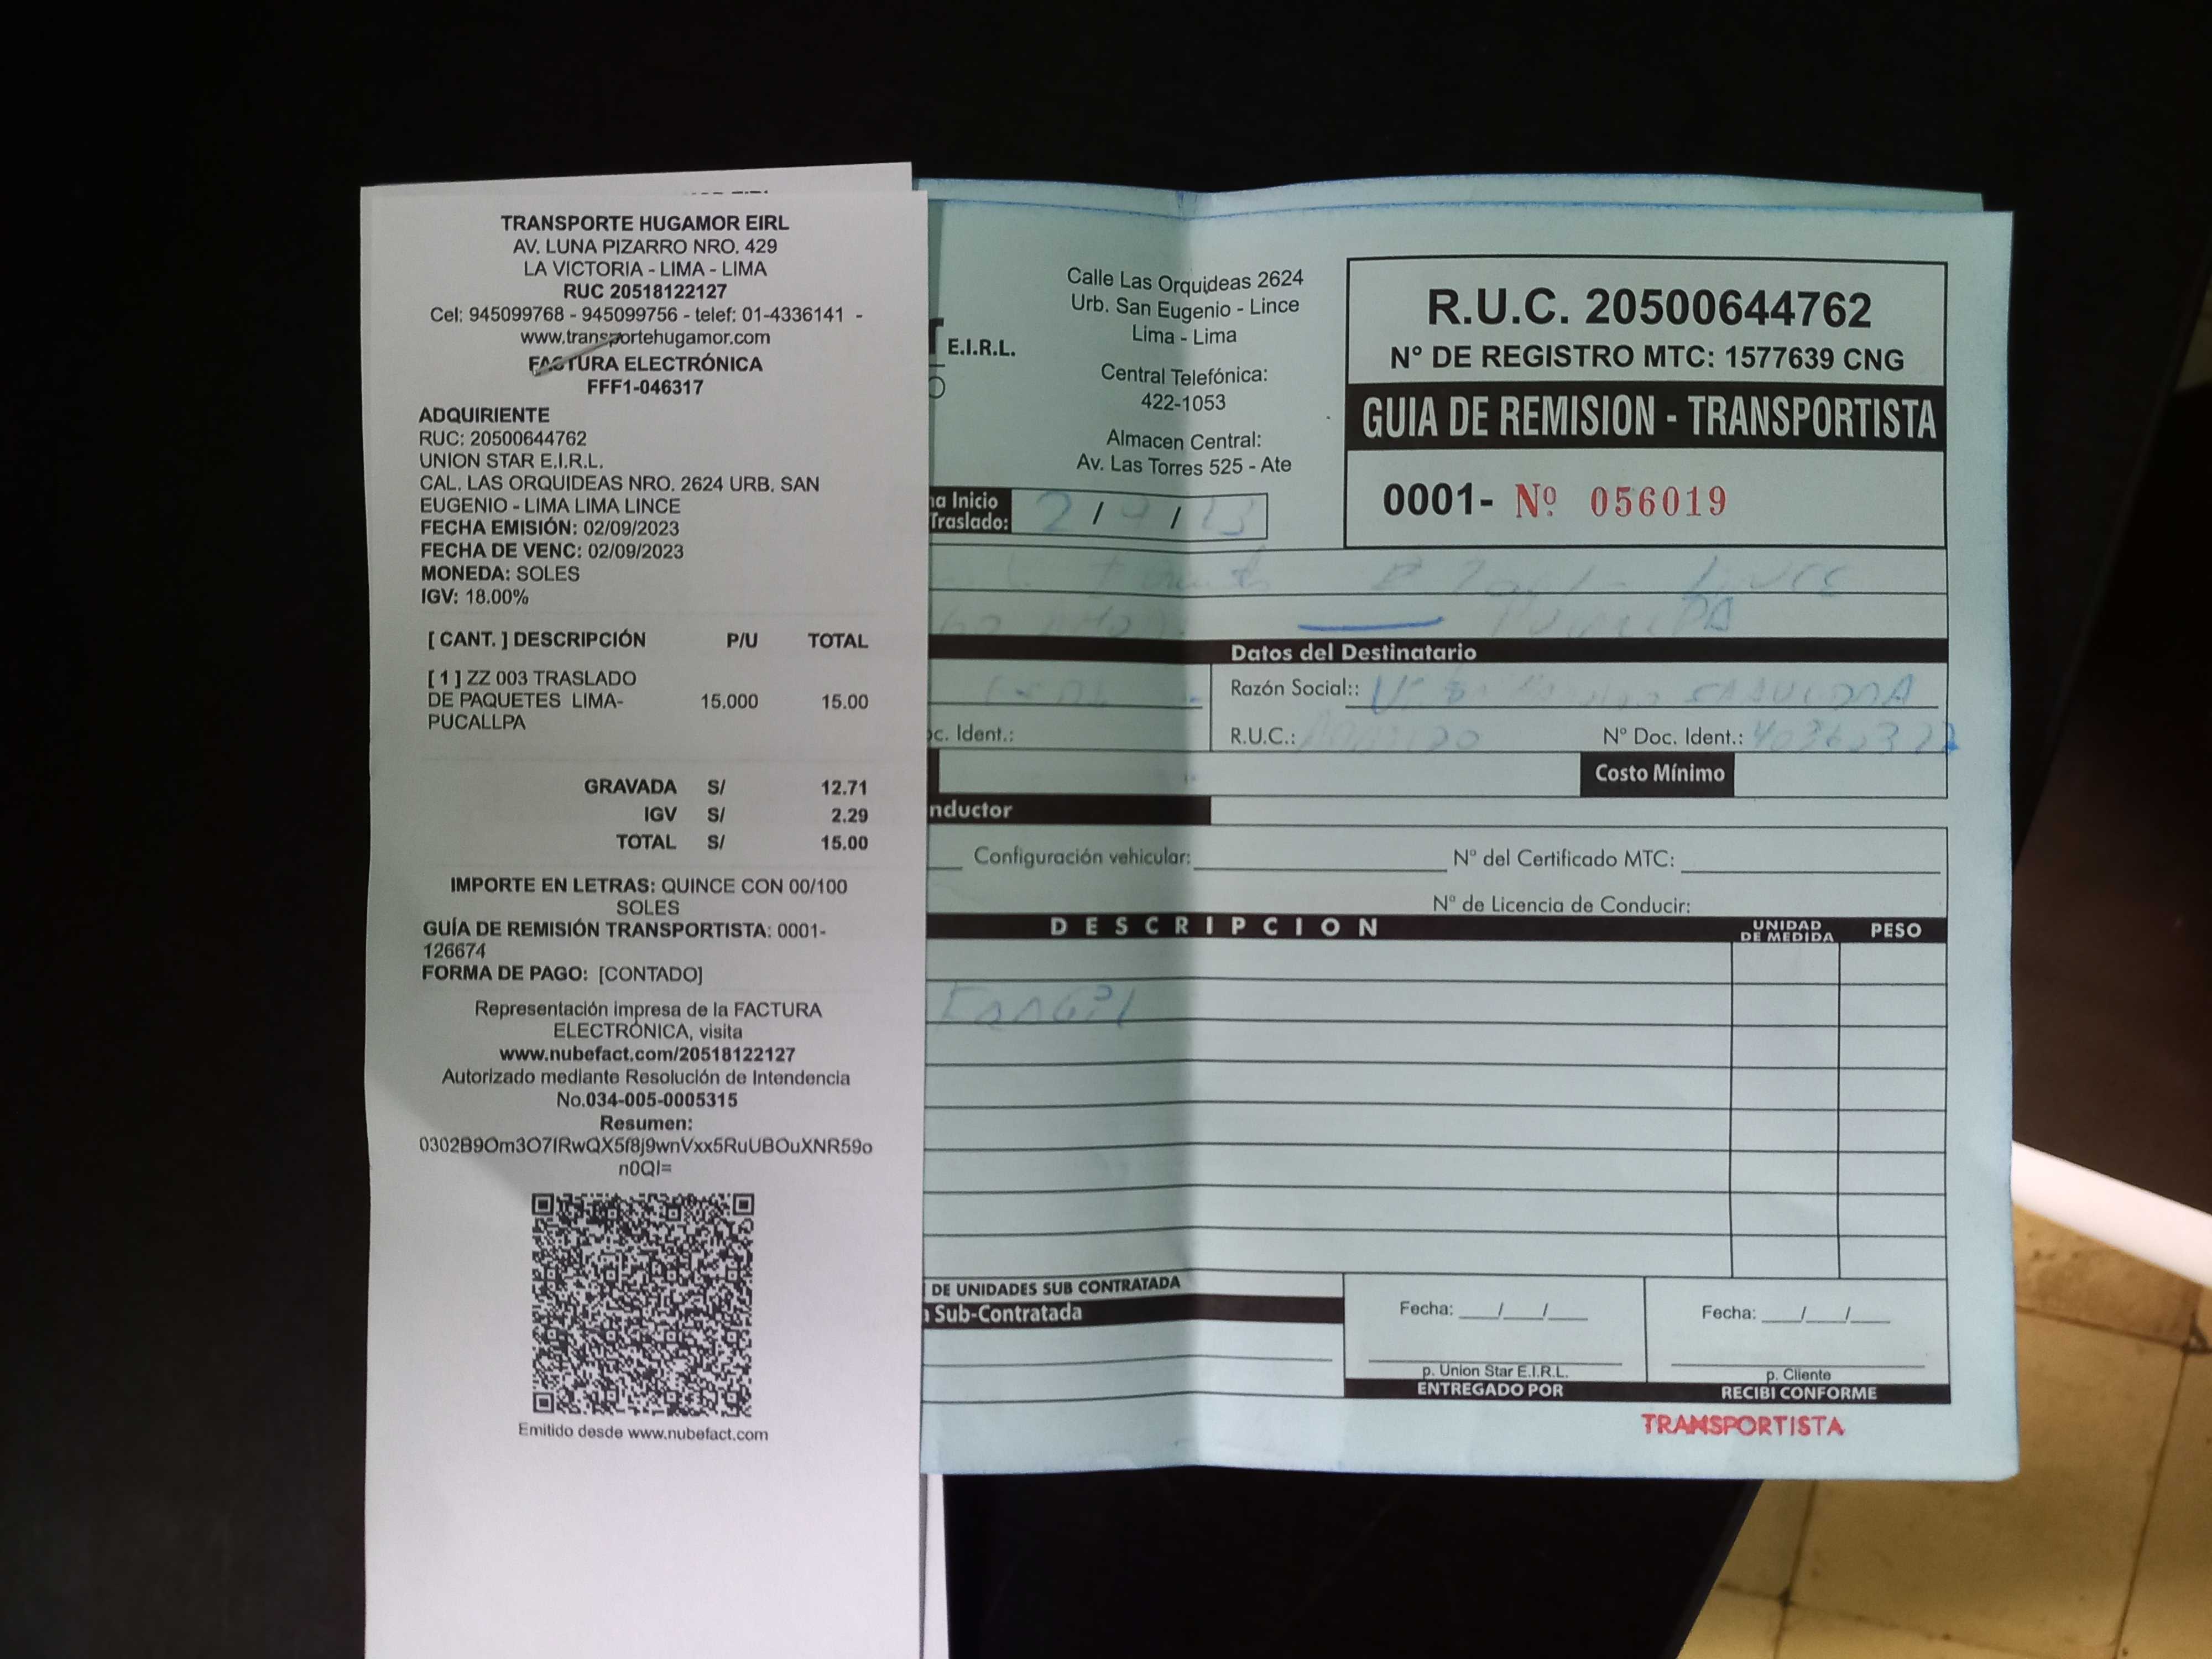 TRANSPORTE HUGAMOR EIRL
AV. LUNA PIZARRO NRO. 429
LA VICTORIA - LIMA - LIMA
RUC 20518122127
Cel: 945099768 - 945099756 - telef: 01-4336141 -
www.transportehugamor.com
FACTURA ELECTRÓNICA
FFF1-046317
ADQUIRIENTE
RUC: 20500644762
UNION STAR E.I.R.L.
CAL. LAS ORQUIDEAS NRO. 2624 URB. SAN
EUGENIO - LIMA LIMA LINCE
FECHA EMISIÓN: 02/09/2023
FECHA DE VENC: 02/09/2023
MONEDA: SOLES
IGV: 18.00%
[ CANT. ] DESCRIPCIÓN P/U TOTAL
[ 1 ] ZZ 003 TRASLADO
DE PAQUETES LIMA- 15.000 15.00
PUCALLPA
GRAVADA S/ 12.71
IGV S/ 2.29
TOTAL S/ 15.00
IMPORTE EN LETRAS: QUINCE CON 00/100
SOLES
GUÍA DE REMISIÓN TRANSPORTISTA: 0001-
126674
FORMA DE PAGO: [CONTADO]
Representación impresa de la FACTURA
ELECTRÓNICA, visita
www.nubefact.com/20518122127
Autorizado mediante Resolución de Intendencia
No.034-005-0005315
Resumen:
0302B9Om3O7IRwQX5f8j9wnVxx5RuUBOuXNR59o
n0QI=
Emitido desde www.nubefact.com
E.I.R.L.
Calle Las Orquideas 2624
Urb. San Eugenio - Lince
Lima - Lima
Central Telefónica:
422-1053
Almacen Central:
Av. Las Torres 525 - Ate
R.U.C. 20500644762
N° DE REGISTRO MTC: 1577639 CNG
GUIA DE REMISION - TRANSPORTISTA
0001- Nº 056019
Inicio
Traslado: 2 / 9 / 23
Datos del Destinatario
Razón Social::
Ident.: R.U.C.: N° Doc. Ident.:
Costo Mínimo
Configuración vehicular: N° del Certificado MTC:
N° de Licencia de Conducir:
DESCRIPCION UNIDAD DE MEDIDA PESO
DE UNIDADES SUB CONTRATADA
Sub-Contratada
Fecha: / /
p. Union Star E.I.R.L.
ENTREGADO POR
Fecha: / /
p. Cliente
RECIBI CONFORME
TRANSPORTISTA